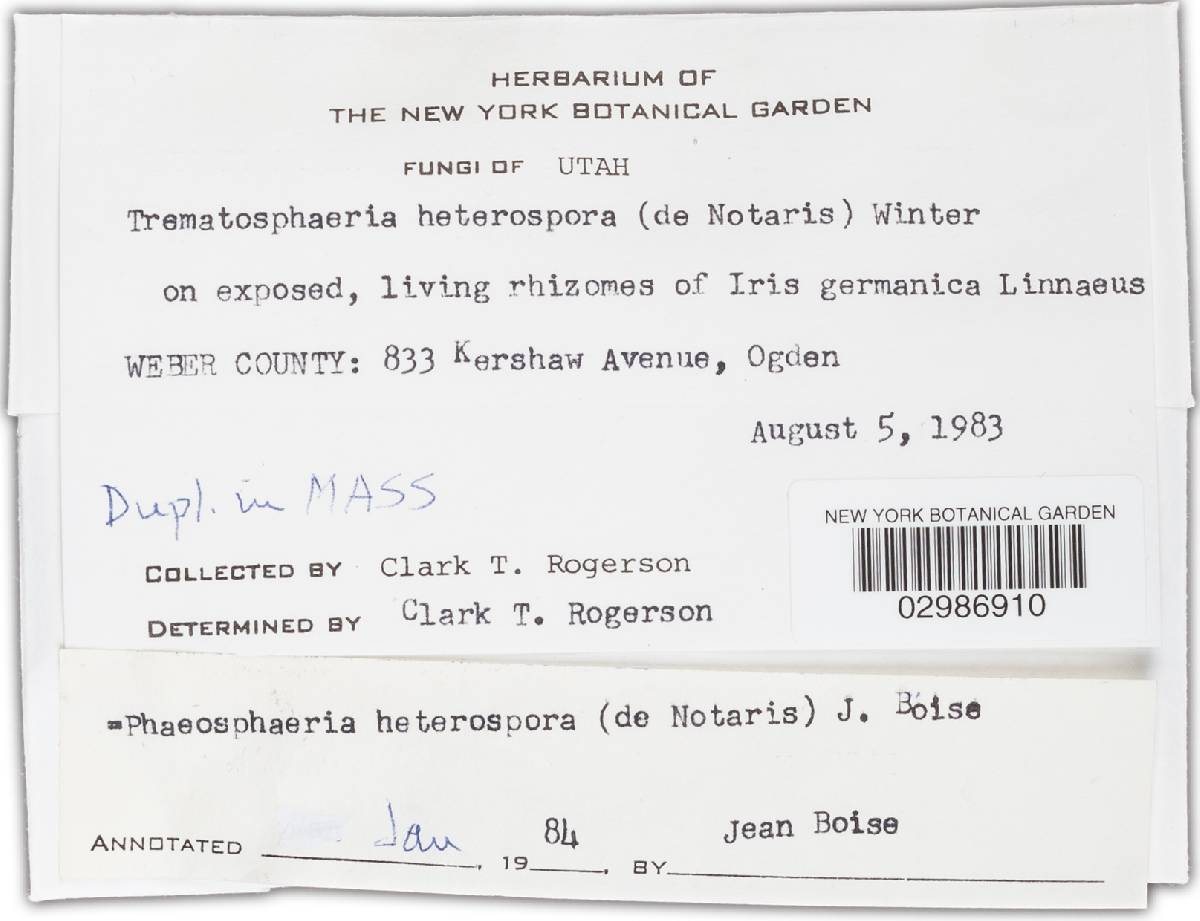 HERBARIUM OF
THE NEW YORK BOTANICAL GARDEN
FUNGI OF UTAH
Trematosphaeria heterospora (de Notaris) Winter
on exposed, living rhizomes of Iris germanica Linnaeus
WEBER COUNTY: 833 Kershaw Avenue, Ogden
August 5, 1983
Dupl. in MASS
NEW YORK BOTANICAL GARDEN
02986910
COLLECTED BY Clark T. Rogerson
DETERMINED BY Clark T. Rogerson
=Phaeosphaeria heterospora (de Notaris) J. Boise
ANNOTATED Jan, 1984, BY Jean Boise